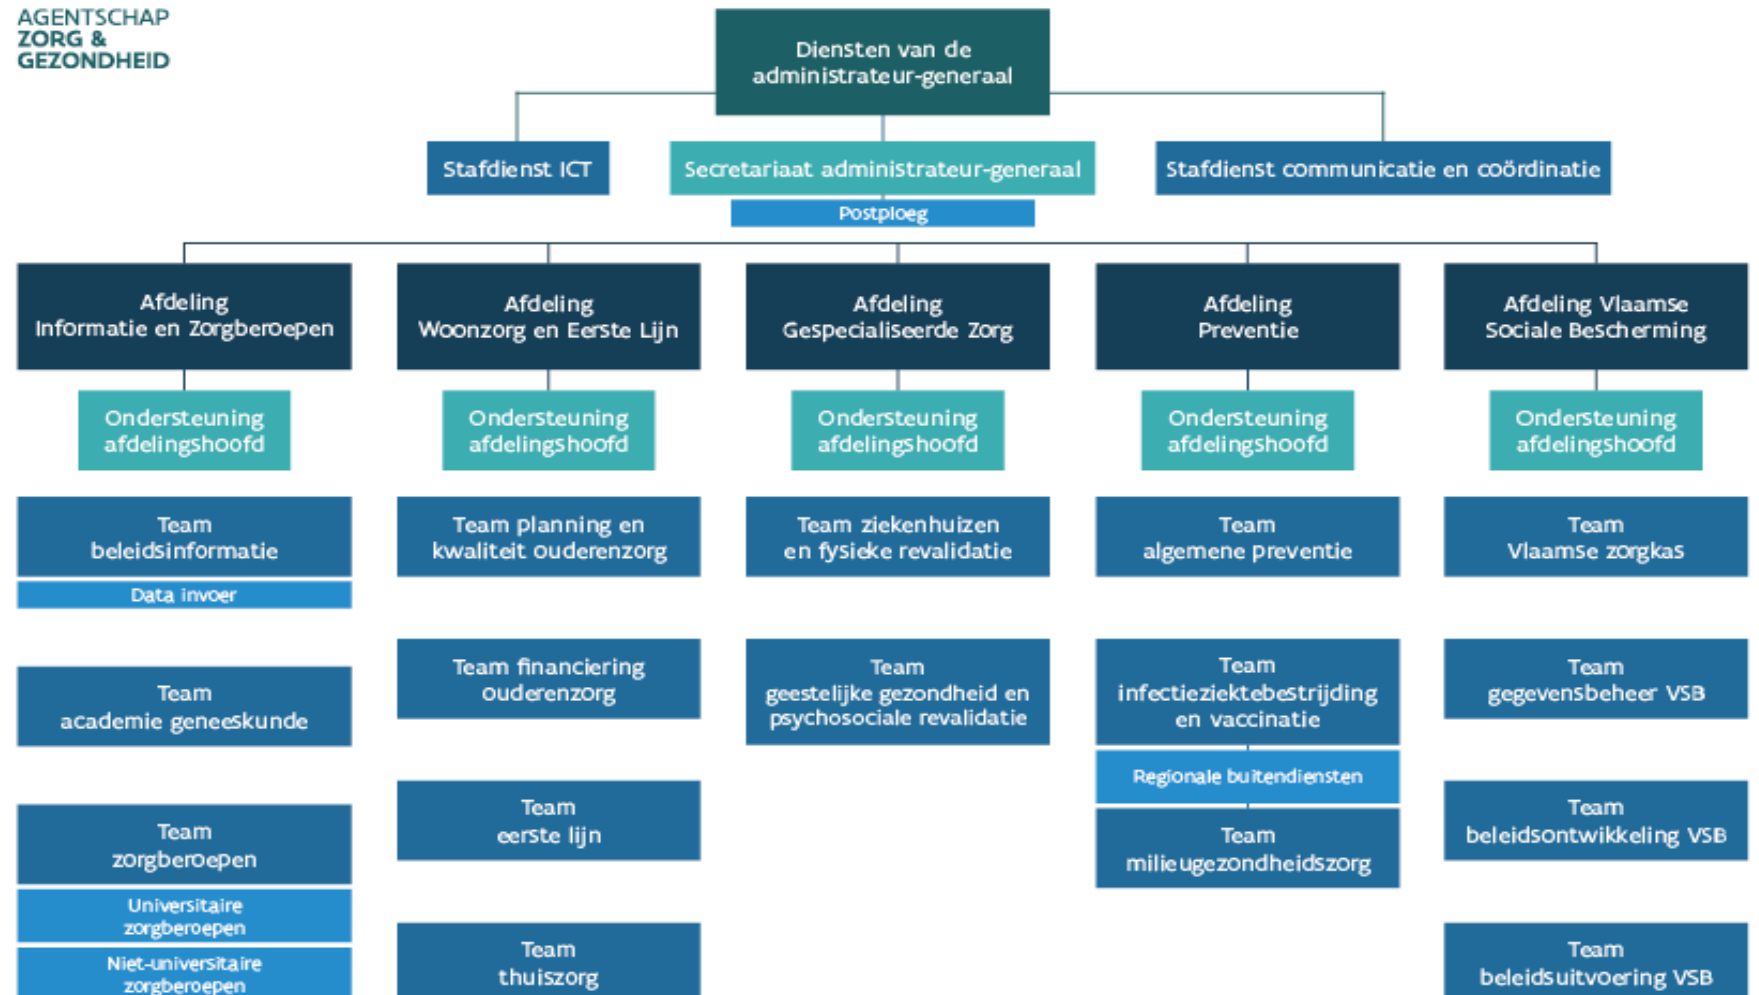 AGENTSCHAP
ZORG &
GEZONDHEID
Diensten van de
administrateur-generaal
Stafdienst ICT
Secretariaat administrateur-generaal
Stafdienst communicatie en coördinatie
Postploeg
Afdeling
Informatie en Zorgberoepen
Ondersteuning
afdelingshoofd
Team
beleidsinformatie
Data invoer
Team
academie geneeskunde
Team
zorgberoepen
Universitaire
zorgberoepen
Niet-universitaire
zorgberoepen
Afdeling
Woonzorg en Eerste Lijn
Ondersteuning
afdelingshoofd
Team planning en
kwaliteit ouderenzorg
Team financiering
ouderenzorg
Team
eerste lijn
Team
thuiszorg
Afdeling
Gespecialiseerde Zorg
Ondersteuning
afdelingshoofd
Team ziekenhuizen
en fysieke revalidatie
Team
geestelijke gezondheid en
psychosociale revalidatie
Afdeling
Preventie
Ondersteuning
afdelingshoofd
Team
algemene preventie
Team
infectieziektebestrijding
en vaccinatie
Regionale buitendiensten
Team
milieugezondheidszorg
Afdeling Vlaamse
Sociale Bescherming
Ondersteuning
afdelingshoofd
Team
Vlaamse zorgkas
Team
gegevensbeheer VSB
Team
beleidsontwikkeling VSB
Team
beleidsuitvoering VSB